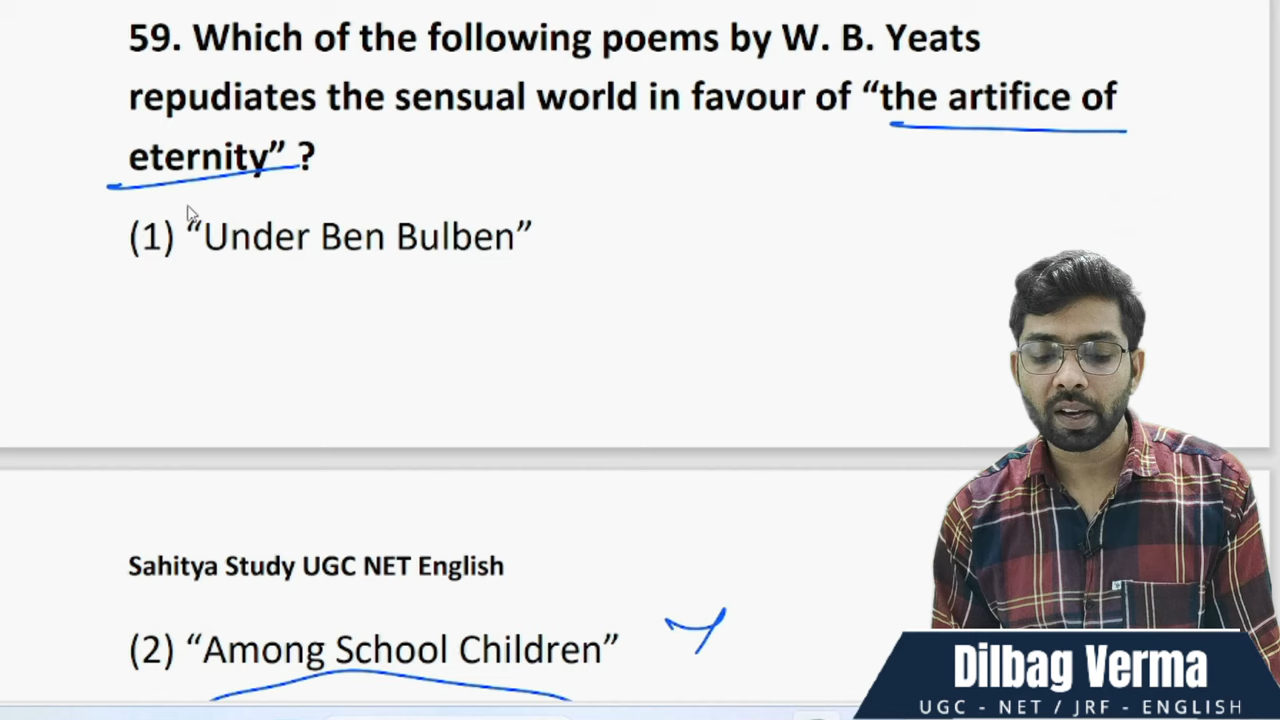 59. Which of the following poems by W. B. Yeats
repudiates the sensual world in favour of “the artifice of
eternity” ?
(1) “Under Ben Bulben”
Sahitya Study UGC NET English
(2) “Among School Children”
Dilbag Verma
UGC - NET / JRF - ENGLISH